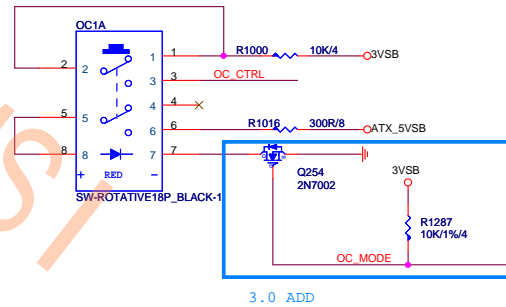 OC1A
1 1 R1000 10K/4 3VSB
2 2
3 3 OC_CTRL
4 4
5 5
6 6 R1016 300R/8 ATX_5VSB
8 8 7 7
+ RED -
SW-ROTATIVE18P_BLACK-1
Q254
2N7002
3VSB
R1287
10K/1%/4
OC_MODE
3.0 ADD